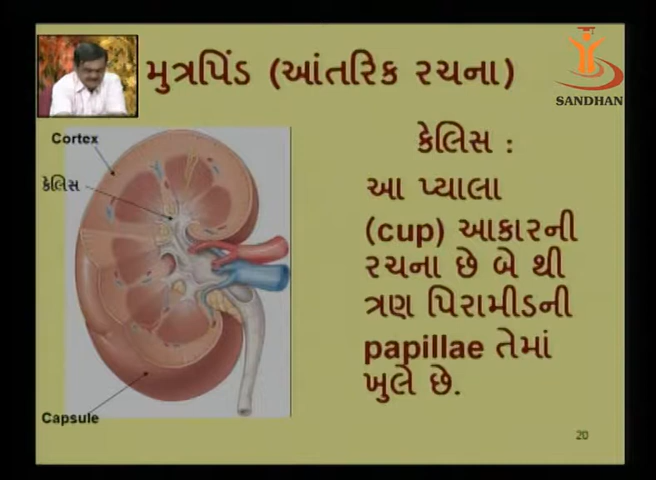 મુત્રપિંડ (આંતરિક રચના)
SANDHAN
Cortex
કેલિસ
Capsule
કેલિસ :
આ પ્યાલા
(cup) આકારની
રચના છે બે થી
ત્રણ પિરામીડની
papillae તેમાં
ખુલે છે.
20